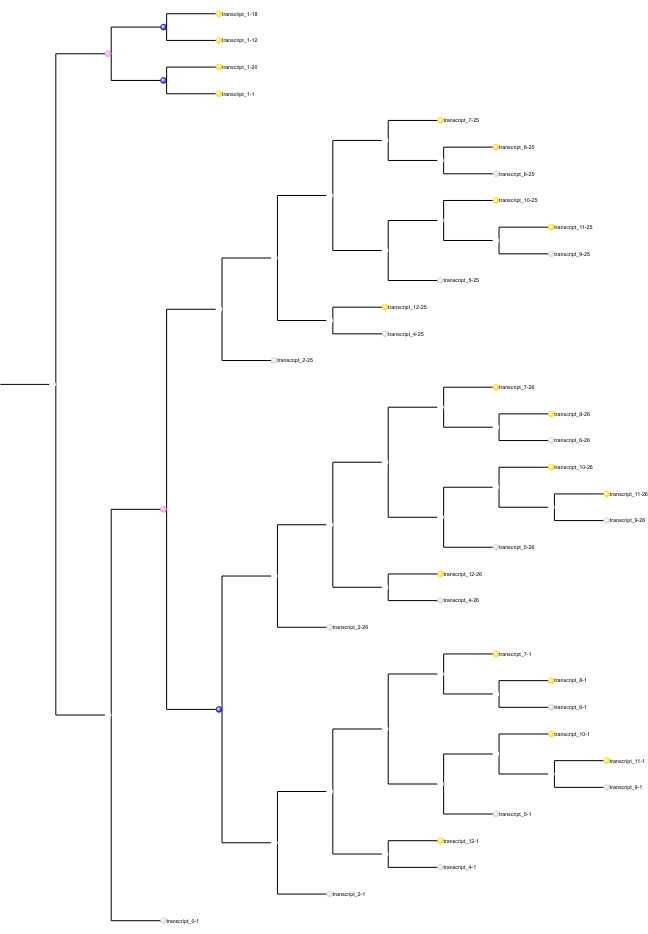 transcript_1-18
transcript_1-12
transcript_1-20
transcript_1-1
transcript_7-25
transcript_8-25
transcript_6-25
transcript_10-25
transcript_11-25
transcript_9-25
transcript_5-25
transcript_12-25
transcript_4-25
transcript_2-25
transcript_7-26
transcript_8-26
transcript_6-26
transcript_10-26
transcript_11-26
transcript_9-26
transcript_5-26
transcript_12-26
transcript_4-26
transcript_2-26
transcript_7-1
transcript_8-1
transcript_6-1
transcript_10-1
transcript_11-1
transcript_9-1
transcript_5-1
transcript_12-1
transcript_4-1
transcript_2-1
transcript_0-1